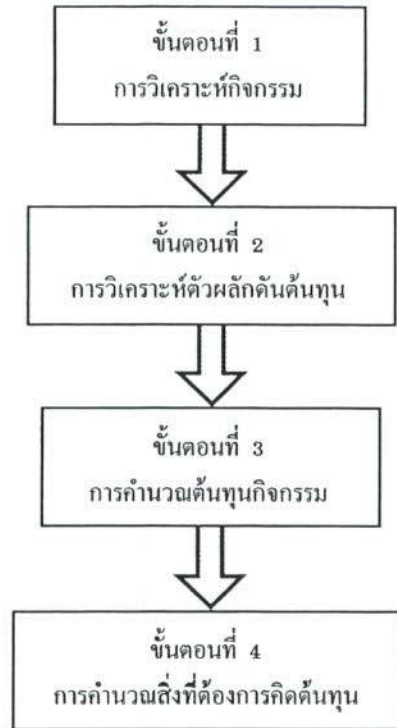 ขั้นตอนที่ 1
การวิเคราะห์กิจกรรม
ขั้นตอนที่ 2
การวิเคราะห์ตัวผลักดันต้นทุน
ขั้นตอนที่ 3
การคำนวณต้นทุนกิจกรรม
ขั้นตอนที่ 4
การคำนวณสิ่งที่ต้องการคิดต้นทุน